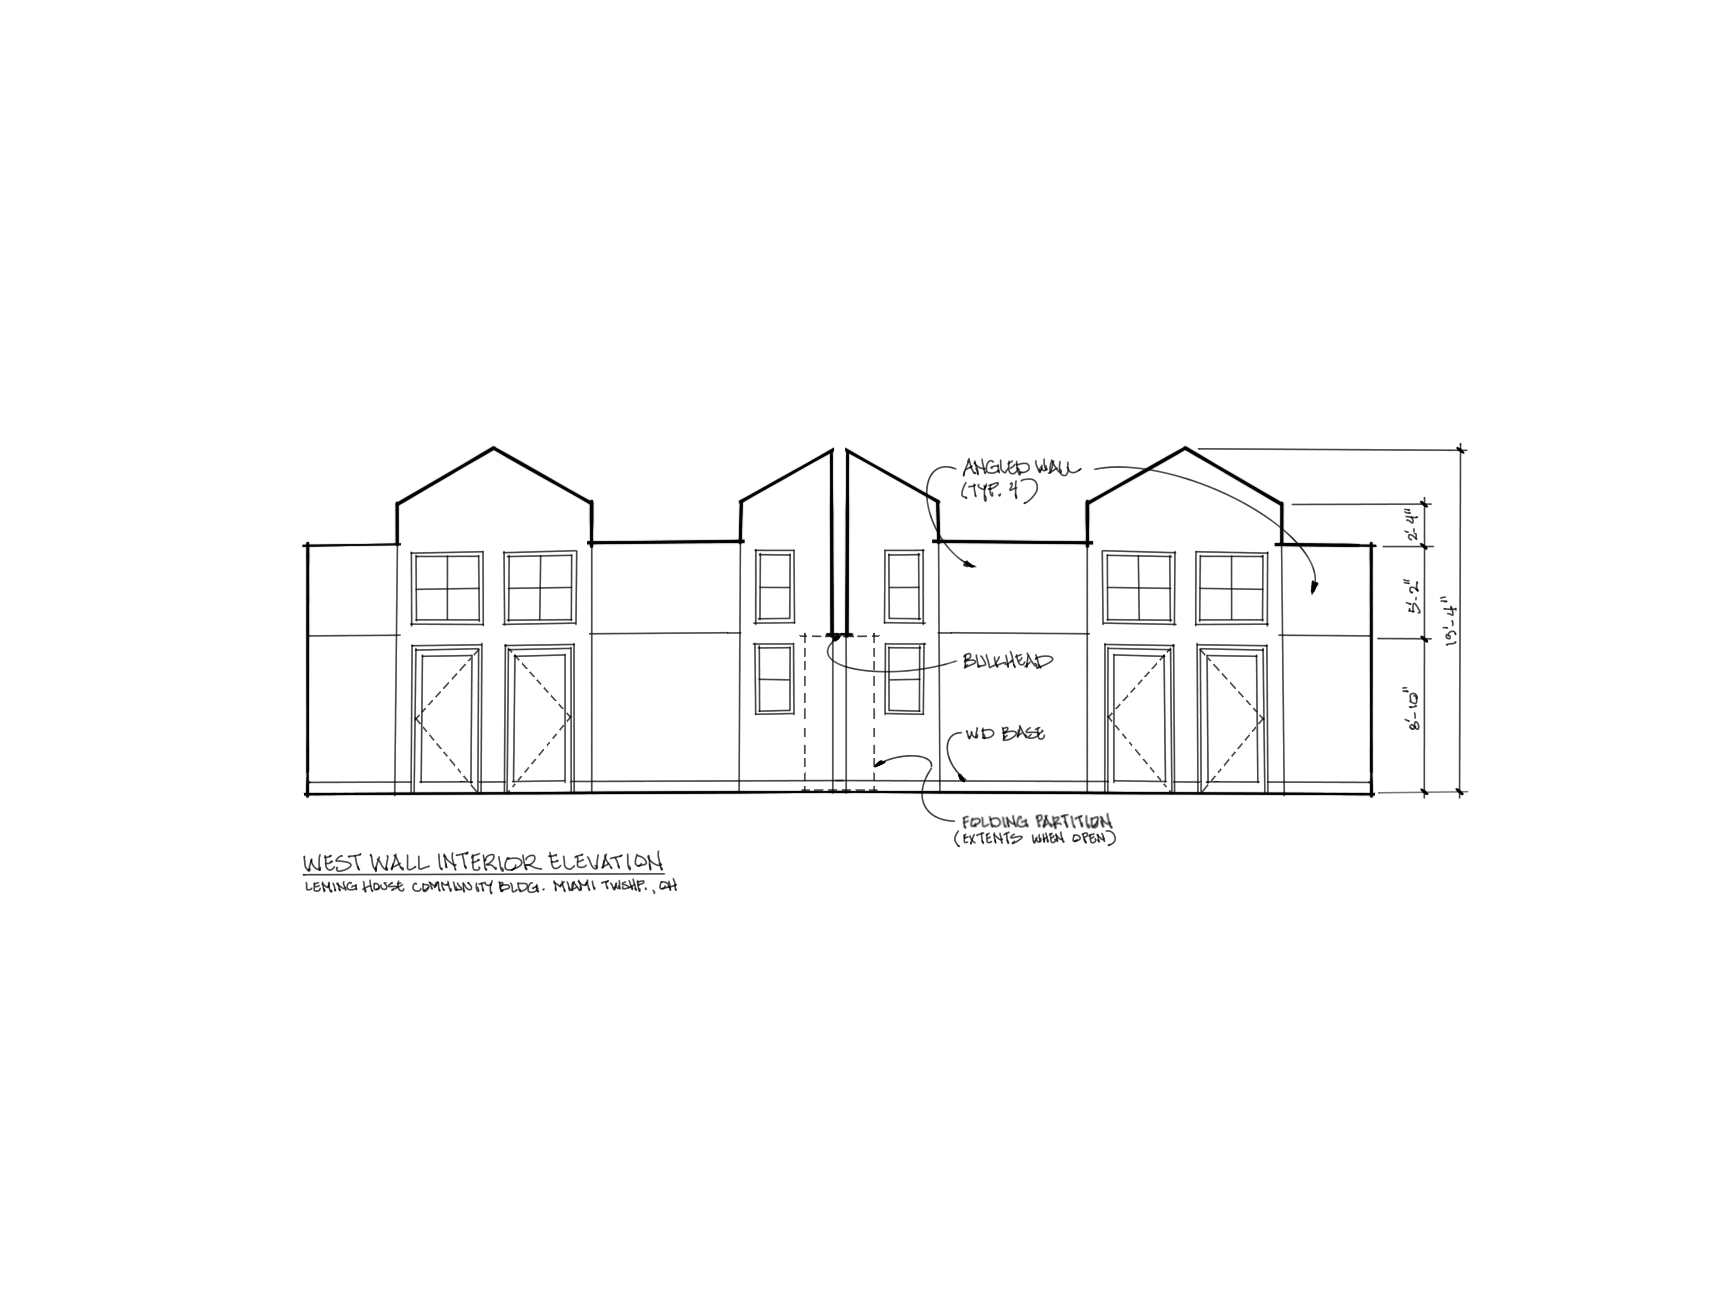 ANGLED WALL
(TYP. 4)
2'-4"
5'-2"
19'-4"
BULKHEAD
8'-10"
WD BASE
FOLDING PARTITION
(EXTENTS WHEN OPEN)
WEST WALL INTERIOR ELEVATION
LEMING HOUSE COMMUNITY BLDG. MIAMI TWSHP., OH